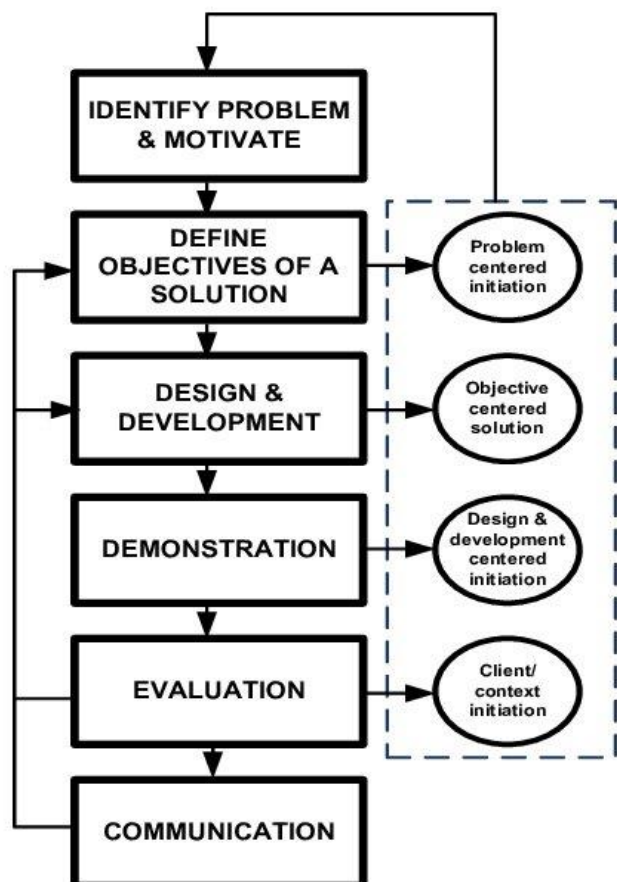 IDENTIFY PROBLEM
& MOTIVATE
DEFINE
OBJECTIVES OF A
SOLUTION
Problem
centered
initiation
DESIGN &
DEVELOPMENT
Objective
centered
solution
DEMONSTRATION
Design &
development
centered
initiation
EVALUATION
Client/
context
initiation
COMMUNICATION